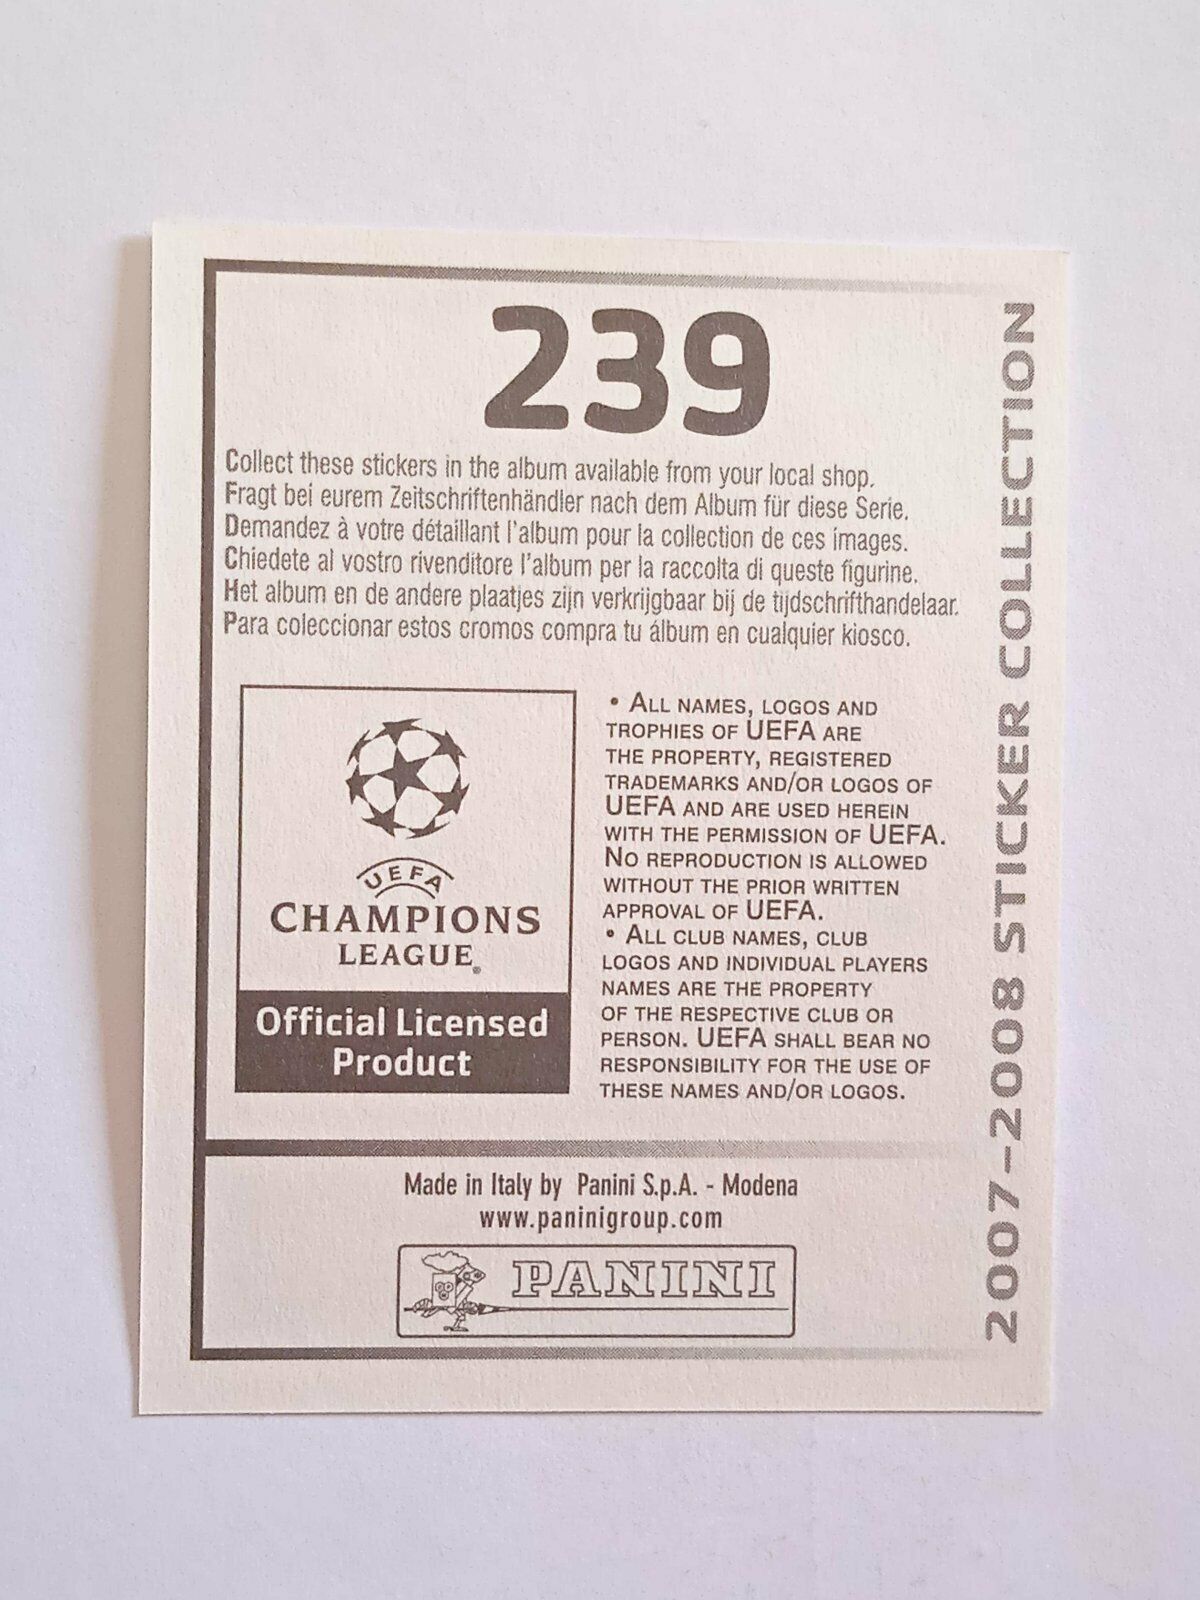 239
Collect these stickers in the album available from your local shop.
Fragt bei eurem Zeitschriftenhändler nach dem Album für diese Serie.
Demandez à votre détaillant l'album pour la collection de ces images.
Chiedete al vostro rivenditore l'album per la raccolta di queste figurine.
Het album en de andere plaatjes zijn verkrijgbaar bij de tijdschrifthandelaar.
Para coleccionar estos cromos compra tu álbum en cualquier kiosco.
UEFA
CHAMPIONS
LEAGUE®
Official Licensed
Product
• ALL NAMES, LOGOS AND
TROPHIES OF UEFA ARE
THE PROPERTY, REGISTERED
TRADEMARKS AND/OR LOGOS OF
UEFA AND ARE USED HEREIN
WITH THE PERMISSION OF UEFA.
NO REPRODUCTION IS ALLOWED
WITHOUT THE PRIOR WRITTEN
APPROVAL OF UEFA.
• ALL CLUB NAMES, CLUB
LOGOS AND INDIVIDUAL PLAYERS
NAMES ARE THE PROPERTY
OF THE RESPECTIVE CLUB OR
PERSON. UEFA SHALL BEAR NO
RESPONSIBILITY FOR THE USE OF
THESE NAMES AND/OR LOGOS.
Made in Italy by Panini S.p.A. - Modena
www.paninigroup.com
PANINI
2007-2008 STICKER COLLECTION